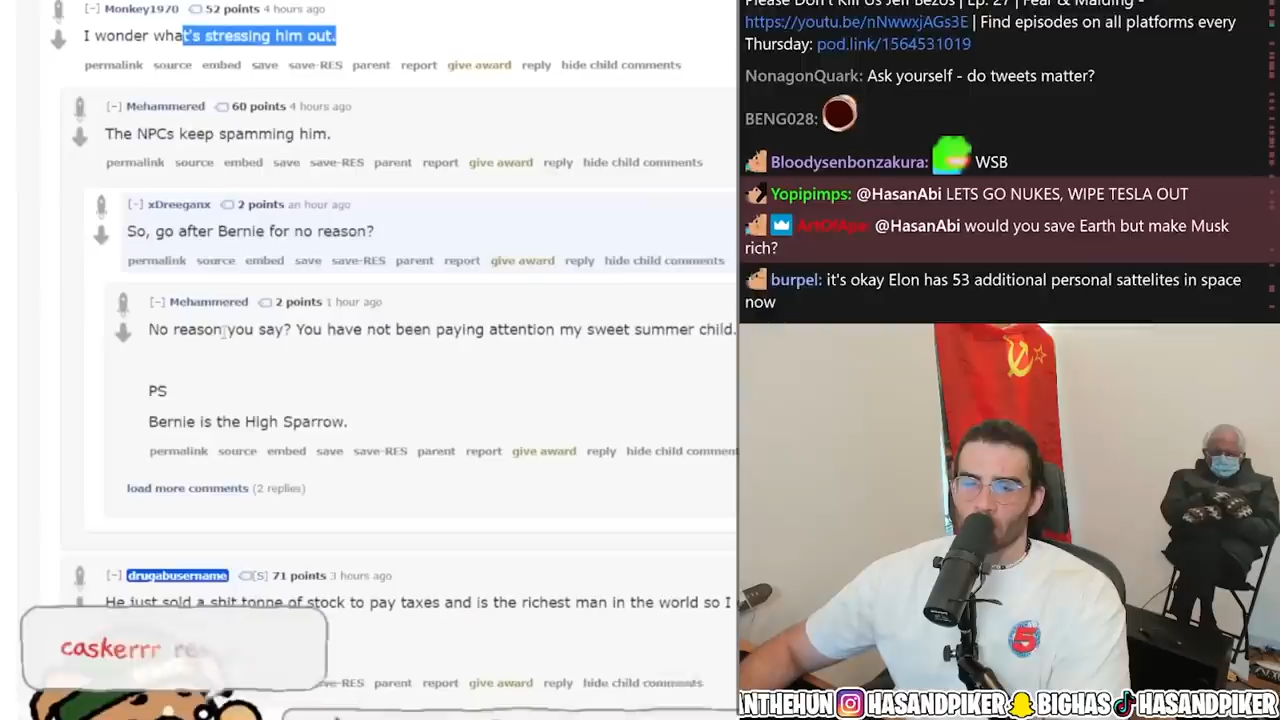 [-] Monkey1970 52 points 4 hours ago
I wonder what's stressing him out.
permalink source embed save save-RES parent report give award reply hide child comments
[-] Mehammered 60 points 4 hours ago
The NPCs keep spamming him.
permalink source embed save save-RES parent report give award reply hide child comments
[-] xDreeganx 2 points an hour ago
So, go after Bernie for no reason?
permalink source embed save save-RES parent report give award reply hide child comments
[-] Mehammered 2 points 1 hour ago
No reason you say? You have not been paying attention my sweet summer child.
PS
Bernie is the High Sparrow.
permalink source embed save save-RES parent report give award reply hide child commen
load more comments (2 replies)
[-] drugabusername [S] 71 points 3 hours ago
He just sold a shit tonne of stock to pay taxes and is the richest man in the world so I
caskerrr re
ve-RES parent report give award reply hide child comments
Please Don't Kill Us Jeff Bezos | Ep. 27 | Fear & Malding -
https://youtu.be/nNwwxjAGs3E | Find episodes on all platforms every
Thursday: pod.link/1564531019
NonagonQuark: Ask yourself - do tweets matter?
BENG028:
Bloodysenbonzakura: WSB
Yopipimps: @HasanAbi LETS GO NUKES, WIPE TESLA OUT
ArtOfApe: @HasanAbi would you save Earth but make Musk
rich?
burpel: it's okay Elon has 53 additional personal sattelites in space
now
5
ANTHEHUN HASANDPIKER BIGHAS HASANDPIKER